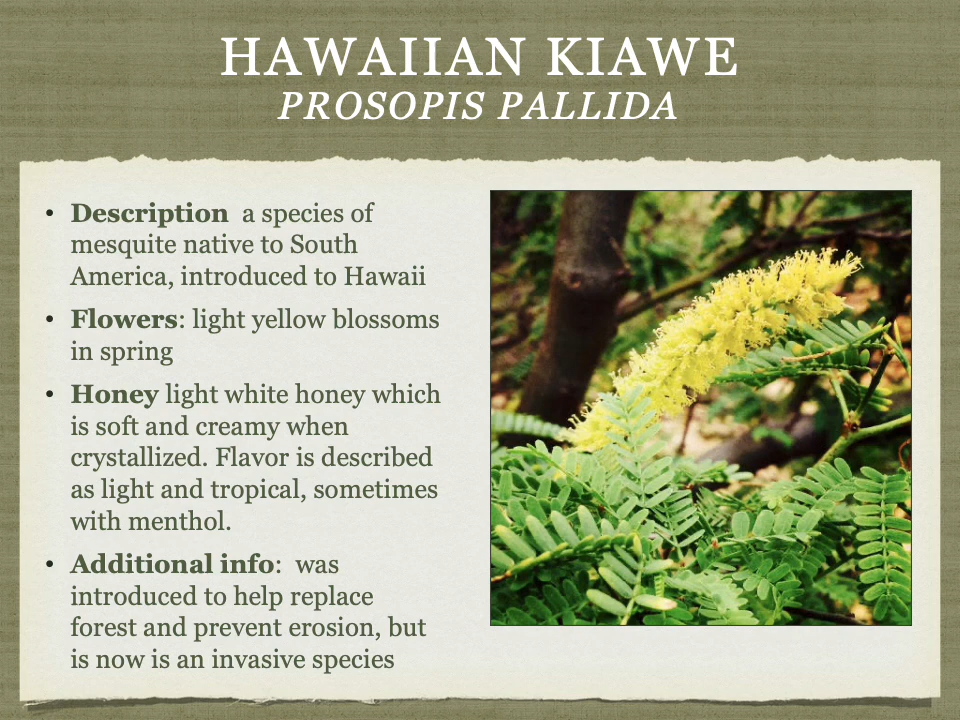 HAWAIIAN KIAWE
PROSOPIS PALLIDA
• Description  a species of
mesquite native to South
America, introduced to Hawaii
• Flowers: light yellow blossoms
in spring
• Honey light white honey which
is soft and creamy when
crystallized. Flavor is described
as light and tropical, sometimes
with menthol.
• Additional info:  was
introduced to help replace
forest and prevent erosion, but
is now is an invasive species